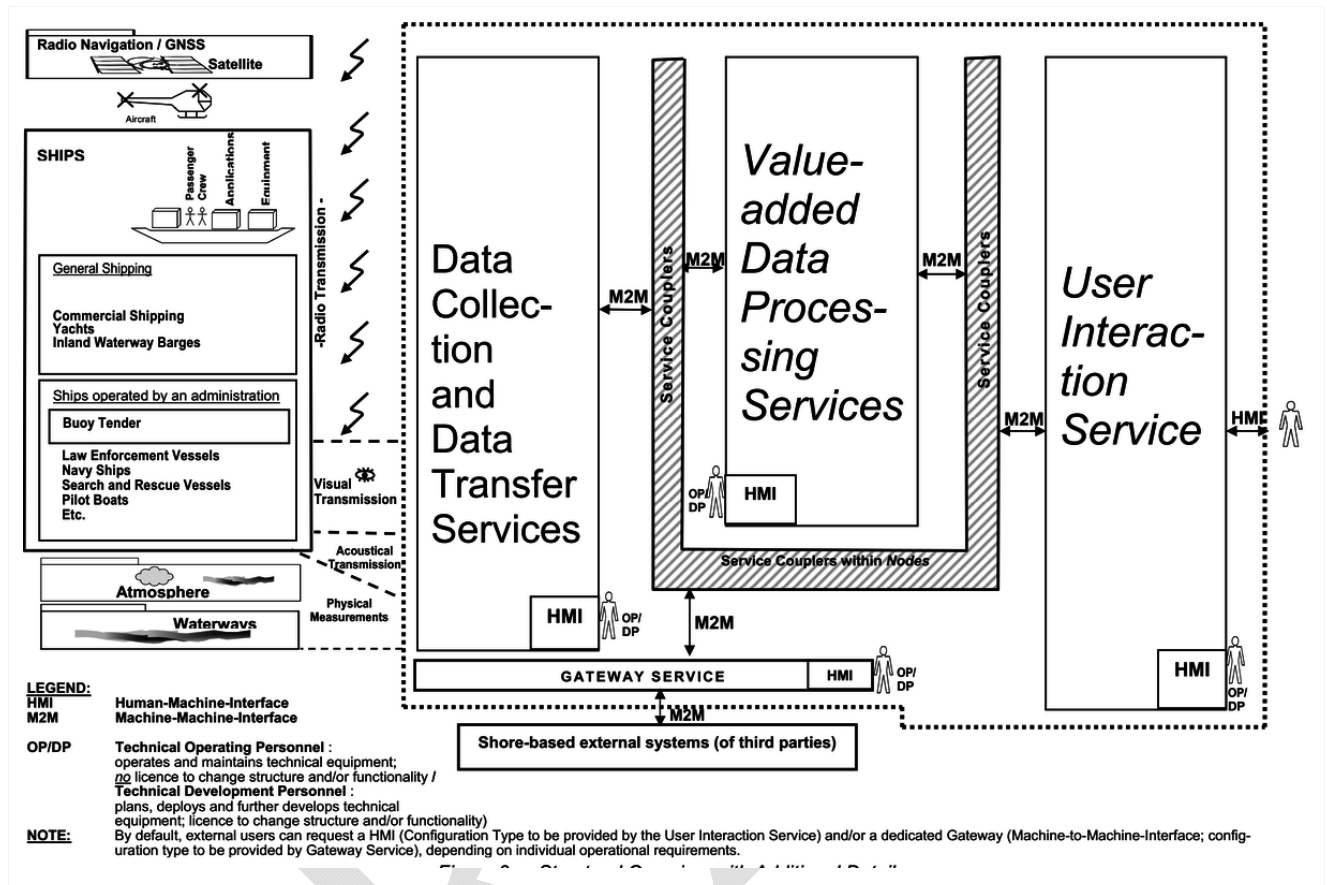 Radio Navigation / GNSS
Satellite
Aircraft
SHIPS
Passenger
Crew
Applications
Equipment
General Shipping
Commercial Shipping
Yachts
Inland Waterway Barges
Ships operated by an administration
Buoy Tender
Law Enforcement Vessels
Navy Ships
Search and Rescue Vessels
Pilot Boats
Etc.
Atmosphere
Waterways
-Radio Transmission -
Visual
Transmission
Acoustical
Transmission
Physical
Measurements
Data
Collec-
tion
and
Data
Transfer
Services
HMI
OP/
DP
M2M
Service Couplers
M2M
Value-
added
Data
Proces-
sing
Services
OP/
DP
HMI
M2M
Service Couplers
Service Couplers within Nodes
M2M
User
Interac-
tion
Service
HMI
HMI
OP/
DP
M2M
GATEWAY SERVICE
HMI
OP/
DP
M2M
Shore-based external systems (of third parties)
LEGEND:
HMI Human-Machine-Interface
M2M Machine-Machine-Interface
OP/DP Technical Operating Personnel :
operates and maintains technical equipment;
no licence to change structure and/or functionality /
Technical Development Personnel :
plans, deploys and further develops technical
equipment; licence to change structure and/or functionality)
NOTE: By default, external users can request a HMI (Configuration Type to be provided by the User Interaction Service) and/or a dedicated Gateway (Machine-to-Machine-Interface; config-
uration type to be provided by Gateway Service), depending on individual operational requirements.